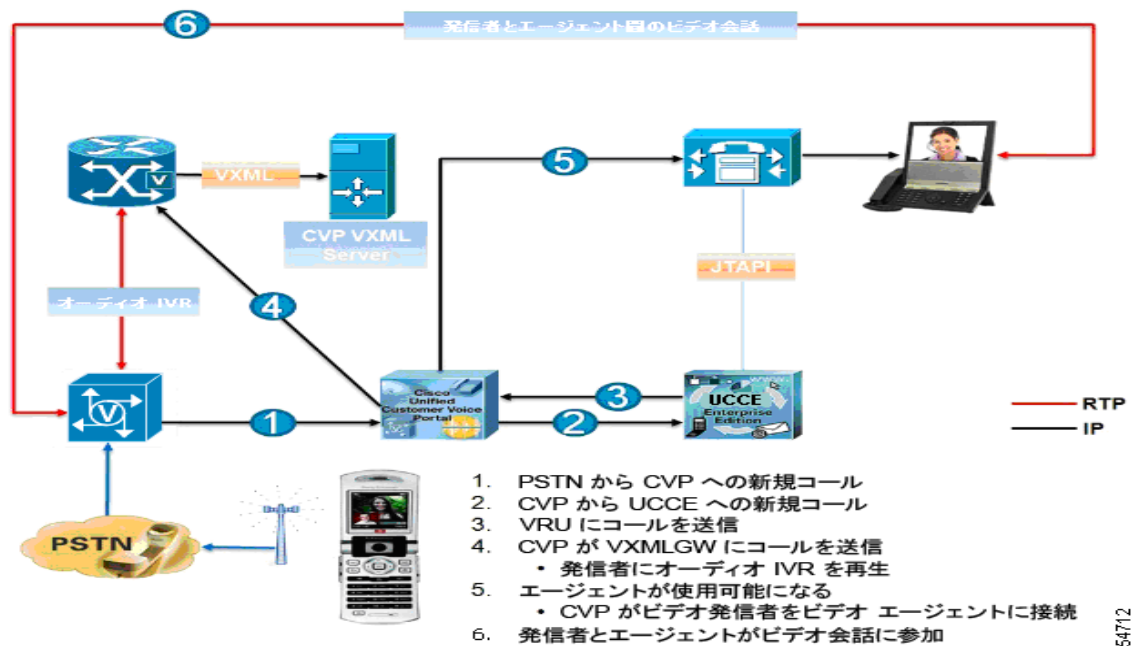 6
発信者とエージェント間のビデオ会話
5
V
VXML
CVP VXML
Server
JTAPI
オーディオ IVR
4
Cisco
Unified
Customer Voice
Portal
3
www.
UCCE
Enterprise
Edition
V
1
2
RTP
IP
PSTN
1. PSTN から CVP への新規コール
2. CVP から UCCE への新規コール
3. VRU にコールを送信
4. CVP が VXMLGW にコールを送信
• 発信者にオーディオ IVR を再生
5. エージェントが使用可能になる
• CVP がビデオ発信者をビデオ エージェントに接続
6. 発信者とエージェントがビデオ会話に参加
54712